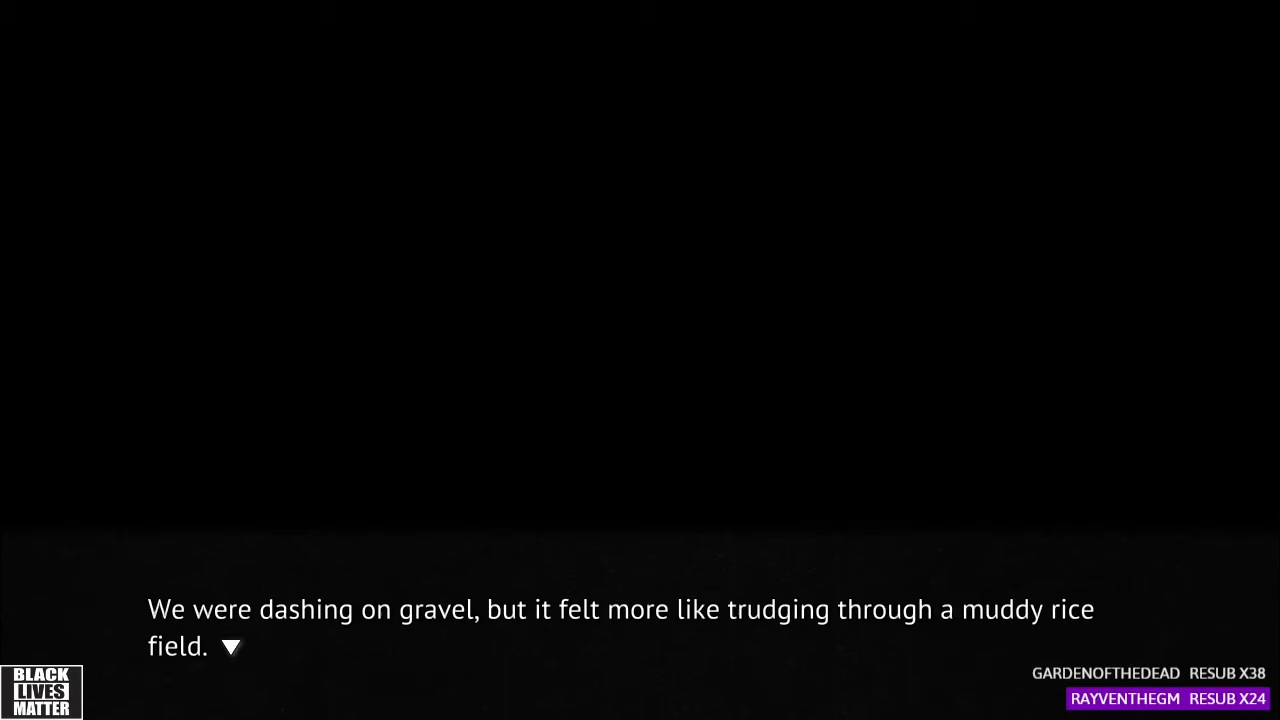 We were dashing on gravel, but it felt more like trudging through a muddy rice
field.
BLACK
LIVES
MATTER
GARDENOFTHEDEAD RESUB X38
RAYVENTHEGM RESUB X24